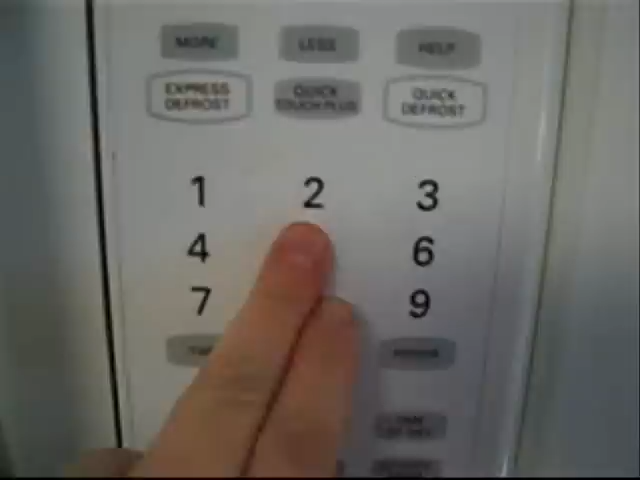 MORE LESS HELP
EXPRESS DEFROST
QUICK TOUCH PLUS
QUICK DEFROST
1 2 3
4 6
7 9